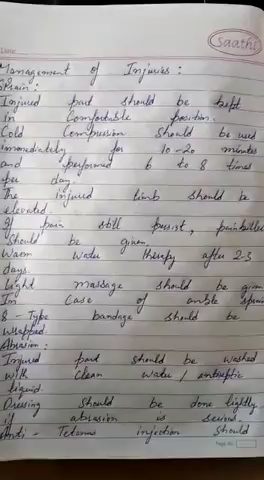 Saathi
Date
Management of Injuries :
Sprain :
Injured part should be kept
in Comfortable position.
Cold Compression should be used
immediately for 10-20 minutes
and performed 6 to 8 times
per day.
The injured limb should be
elevated.
If pain still persist, painkiller
should be given.
Warm Water therapy after 2-3
days.
Light massage should be given
In Case of ankle sprain
8 - Type bandage should be
wrapped.
Abrasion :
Injured part should be washed
with clean water / antiseptic
liquid.
Dressing should be done lightly
if abrasion is serious.
Anti - Tetanus injection should
Page No.